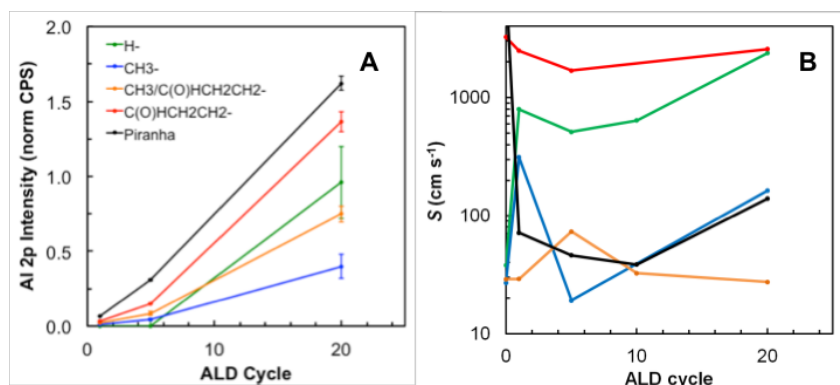 A
Al 2p Intensity (norm CPS)
2.0
1.5
1.0
0.5
0.0
H-
CH3-
CH3/C(O)HCH2CH2-
C(O)HCH2CH2-
Piranha
0 10 20
ALD Cycle
B
S (cm s⁻¹)
1000
100
10
0 10 20
ALD cycle